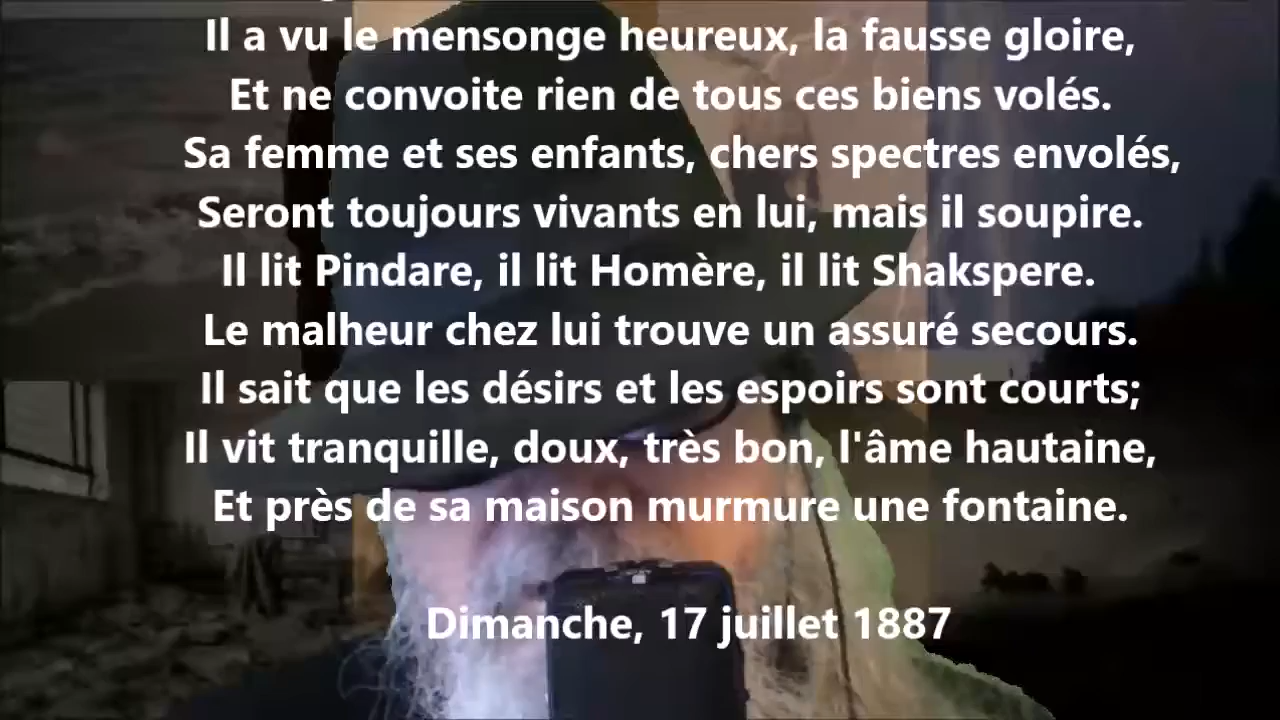 Il a vu le mensonge heureux, la fausse gloire,
Et ne convoite rien de tous ces biens volés.
Sa femme et ses enfants, chers spectres envolés,
Seront toujours vivants en lui, mais il soupire.
Il lit Pindare, il lit Homère, il lit Shakspere.
Le malheur chez lui trouve un assuré secours.
Il sait que les désirs et les espoirs sont courts;
Il vit tranquille, doux, très bon, l'âme hautaine,
Et près de sa maison murmure une fontaine.
Dimanche, 17 juillet 1887